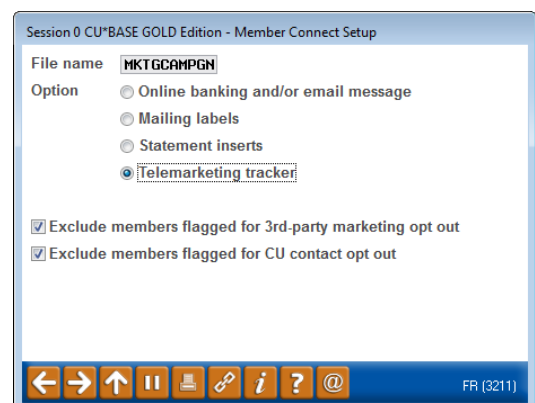 Session 0 CU*BASE GOLD Edition - Member Connect Setup
File name MKTGCAMPGN
Option Online banking and/or email message
Mailing labels
Statement inserts
Telemarketing tracker
Exclude members flagged for 3rd-party marketing opt out
Exclude members flagged for CU contact opt out
i ? @ FR (3211)